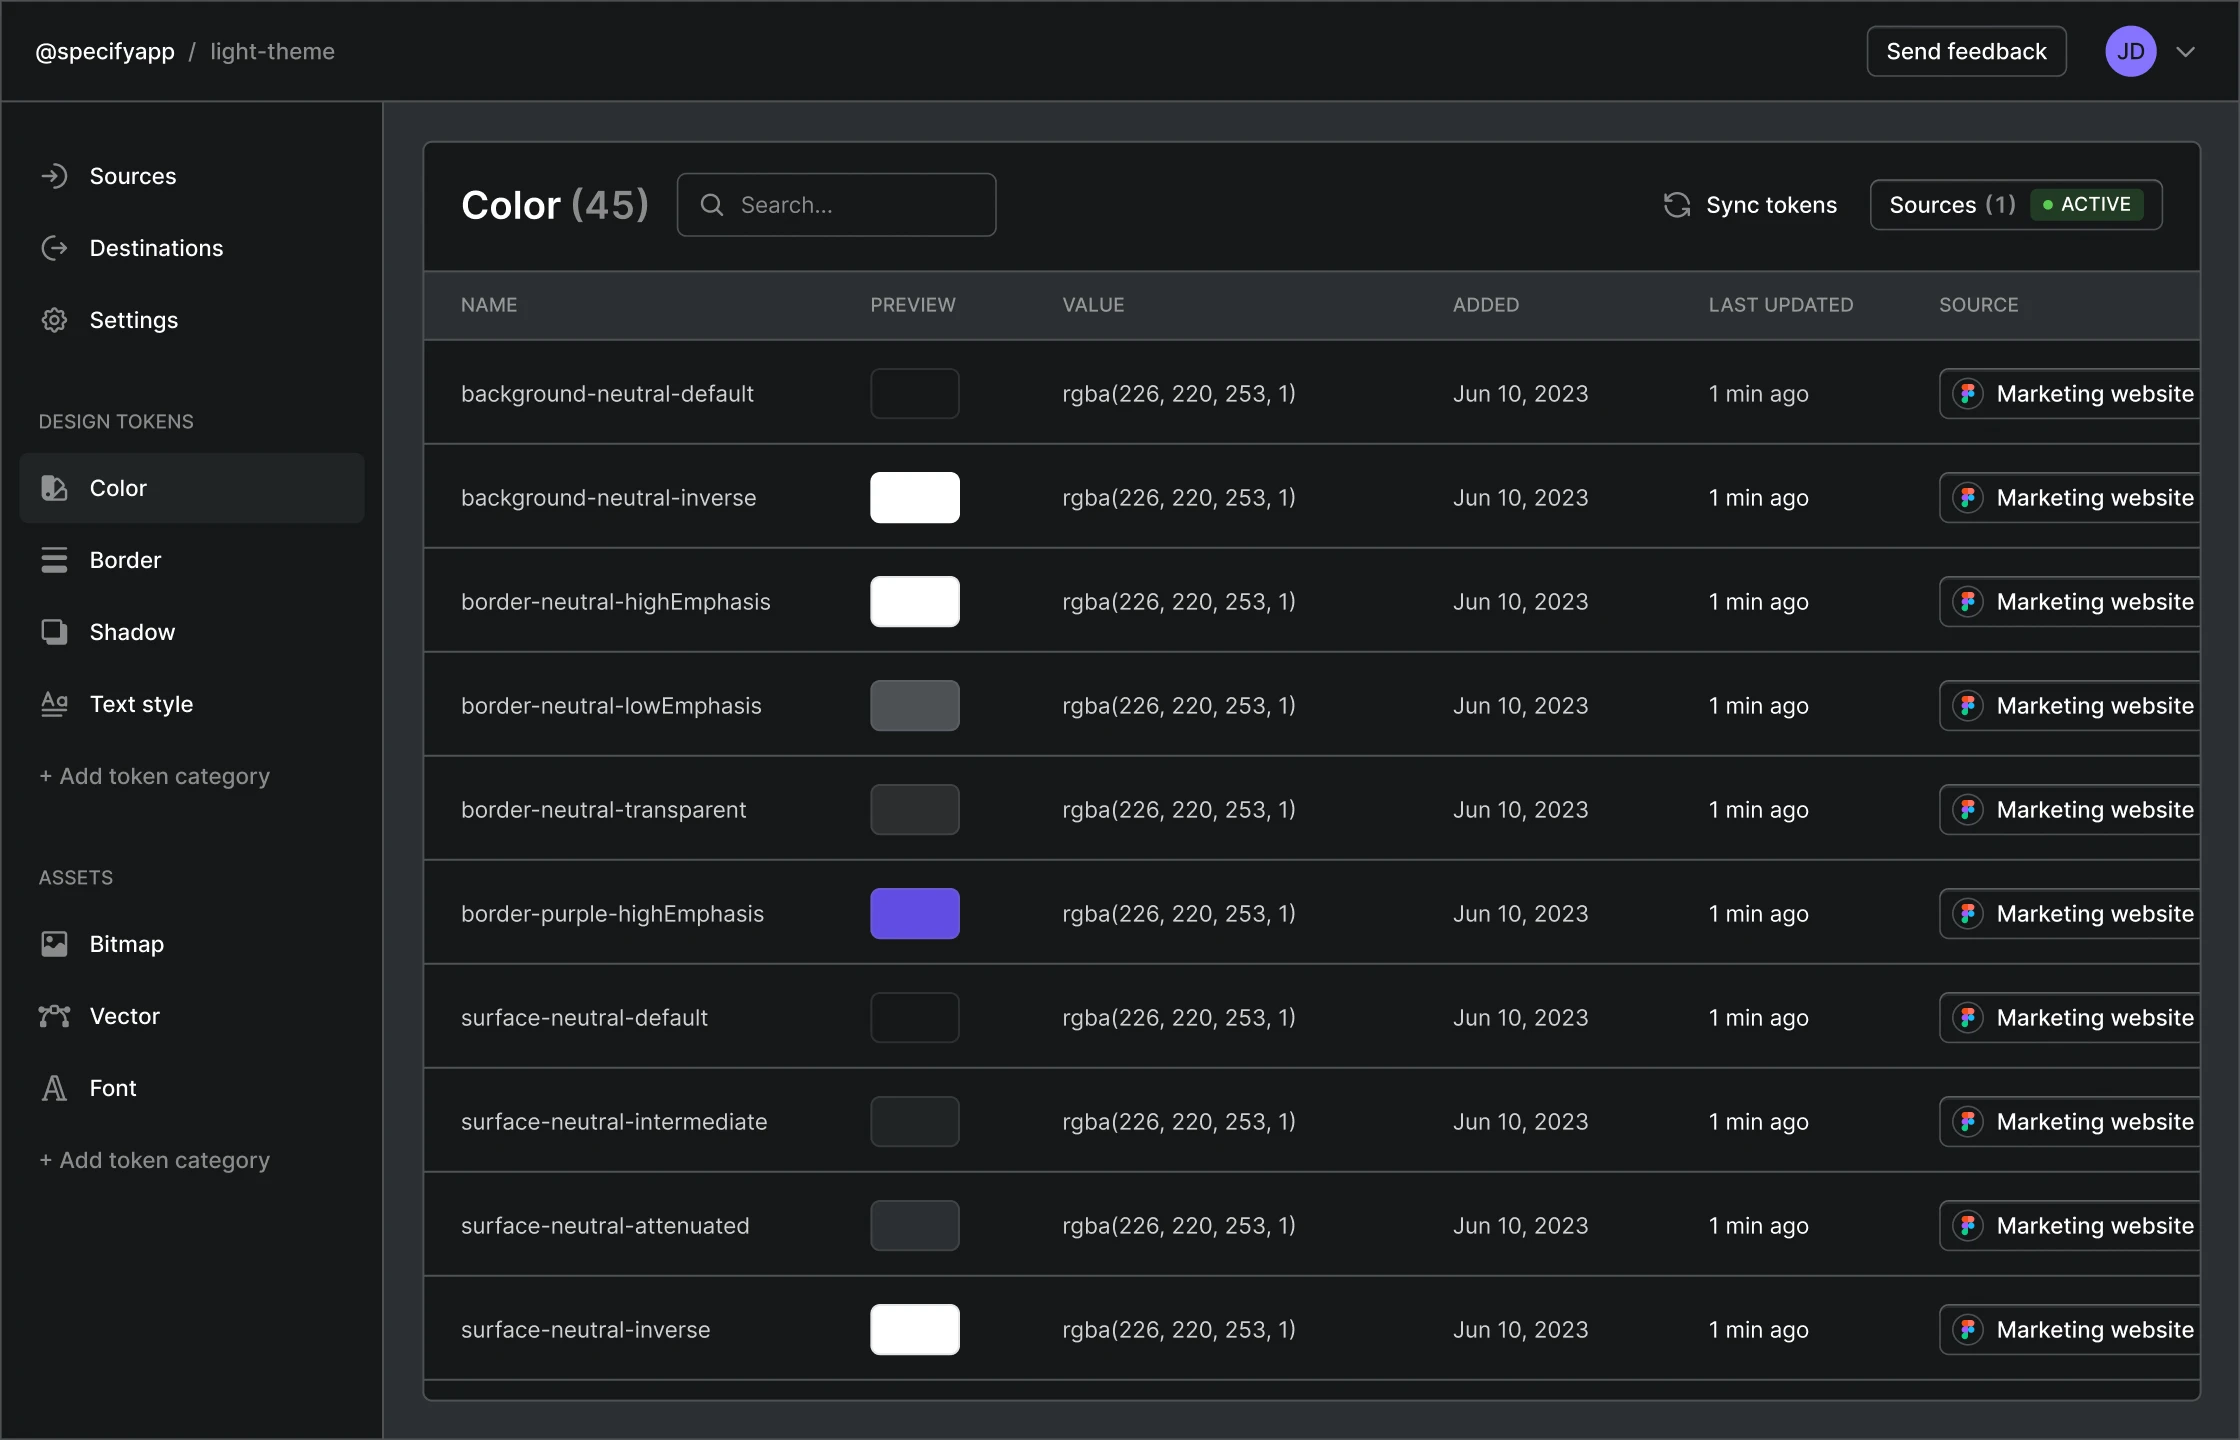 @specifyapp / light-theme
Send feedback
JD
Sources
Destinations
Settings
DESIGN TOKENS
Color
Border
Shadow
Text style
+ Add token category
ASSETS
Bitmap
Vector
Font
+ Add token category
Color (45)
Search...
Sync tokens
Sources (1) ACTIVE
NAME PREVIEW VALUE ADDED LAST UPDATED SOURCE
background-neutral-default rgba(226, 220, 253, 1) Jun 10, 2023 1 min ago Marketing website
background-neutral-inverse rgba(226, 220, 253, 1) Jun 10, 2023 1 min ago Marketing website
border-neutral-highEmphasis rgba(226, 220, 253, 1) Jun 10, 2023 1 min ago Marketing website
border-neutral-lowEmphasis rgba(226, 220, 253, 1) Jun 10, 2023 1 min ago Marketing website
border-neutral-transparent rgba(226, 220, 253, 1) Jun 10, 2023 1 min ago Marketing website
border-purple-highEmphasis rgba(226, 220, 253, 1) Jun 10, 2023 1 min ago Marketing website
surface-neutral-default rgba(226, 220, 253, 1) Jun 10, 2023 1 min ago Marketing website
surface-neutral-intermediate rgba(226, 220, 253, 1) Jun 10, 2023 1 min ago Marketing website
surface-neutral-attenuated rgba(226, 220, 253, 1) Jun 10, 2023 1 min ago Marketing website
surface-neutral-inverse rgba(226, 220, 253, 1) Jun 10, 2023 1 min ago Marketing website